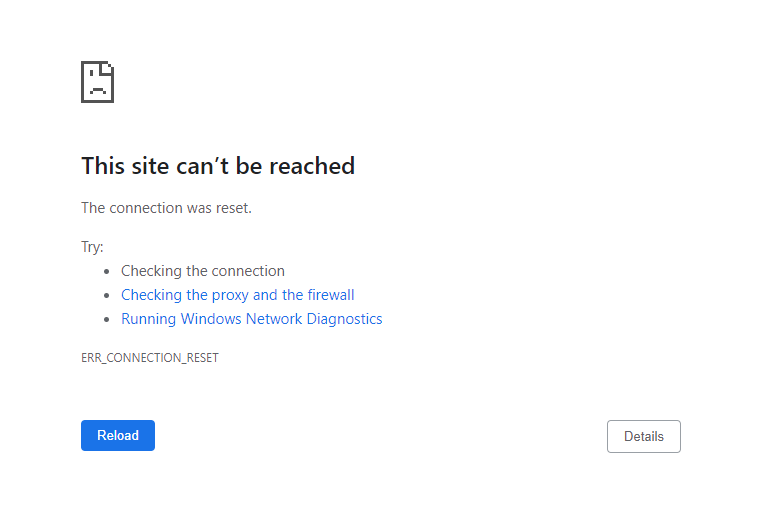 This site can’t be reached
The connection was reset.
Try:
• Checking the connection
• Checking the proxy and the firewall
• Running Windows Network Diagnostics
ERR_CONNECTION_RESET
Reload
Details